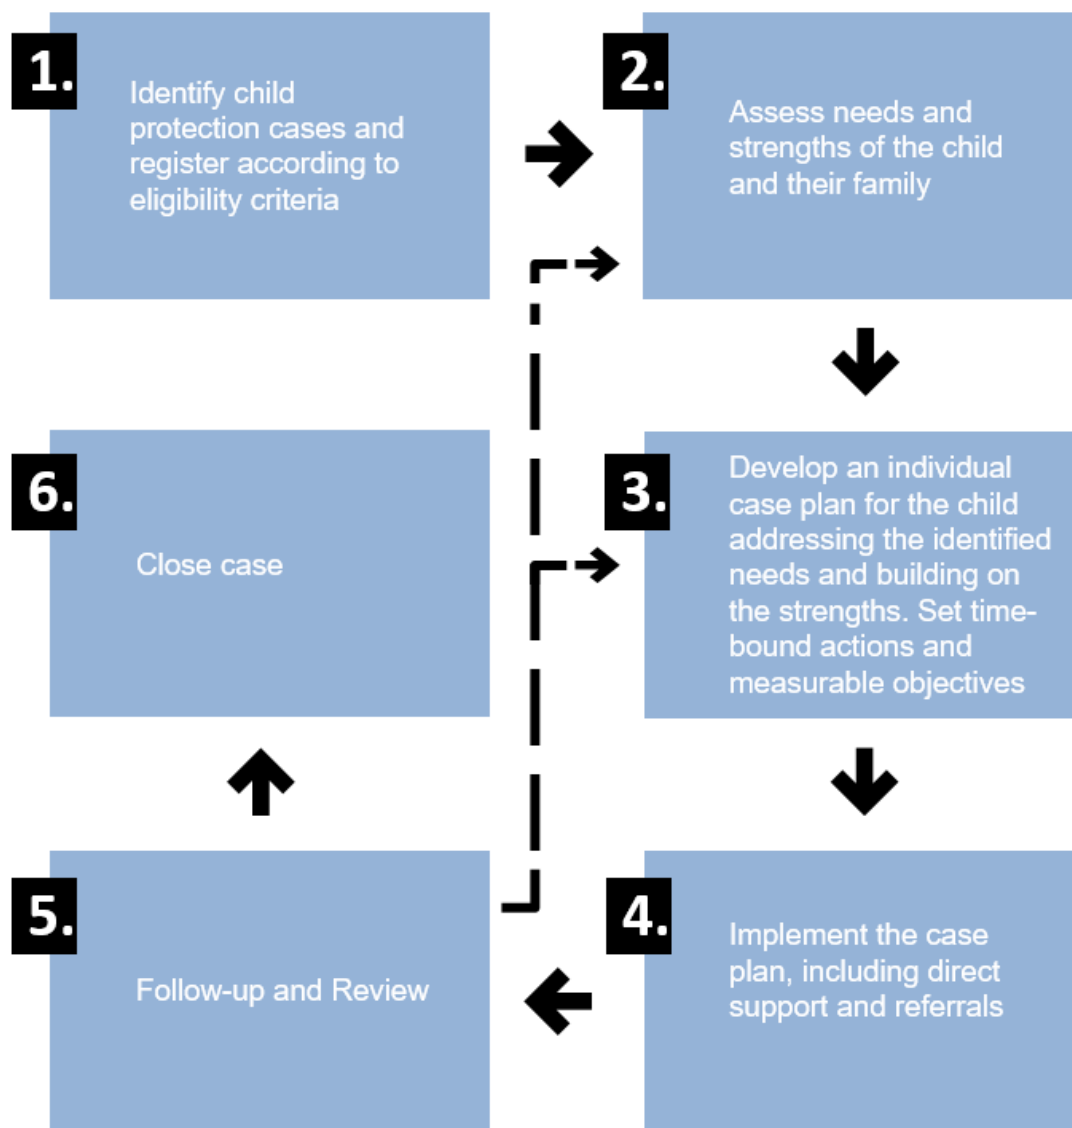 1.
Identify child
protection cases and
register according to
eligibility criteria
2.
Assess needs and
strengths of the child
and their family
3.
Develop an individual
case plan for the child
addressing the identified
needs and building on
the strengths. Set time-
bound actions and
measurable objectives
4.
Implement the case
plan, including direct
support and referrals
5.
Follow-up and Review
6.
Close case